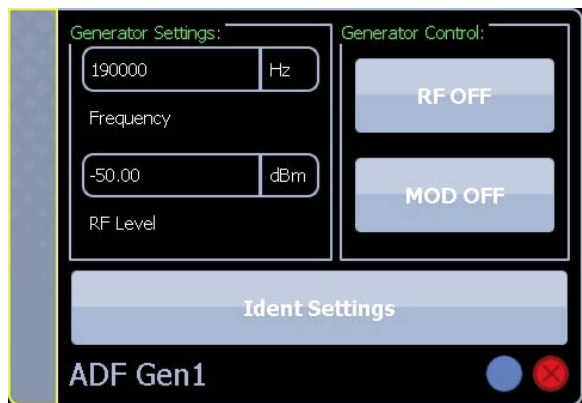 Generator Settings:
190000 Hz
Frequency
-50.00 dBm
RF Level
Generator Control:
RF OFF
MOD OFF
Ident Settings
ADF Gen1